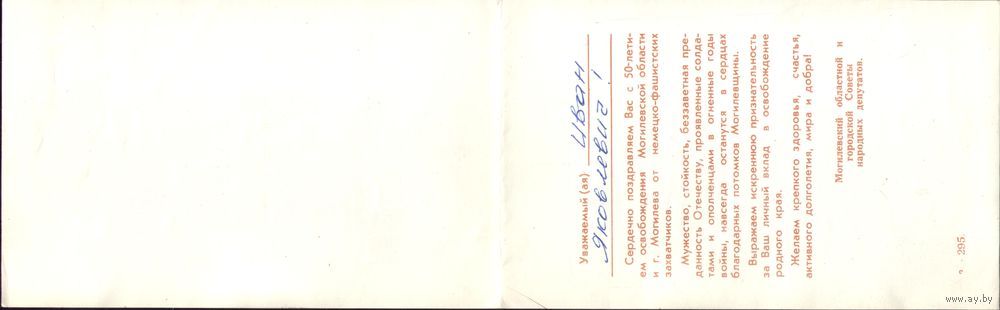 Уважаемый (ая) Иван
Яковлевич !
Сердечно поздравляем Вас с 50-лети-
ем освобождения Могилевской области
и г. Могилева от немецко-фашистских
захватчиков.
Мужество, стойкость, беззаветная пре-
данность Отечеству, проявленные солда-
тами и ополченцами в огненные годы
войны, навсегда останутся в сердцах
благодарных потомков Могилевщины.
Выражаем искреннюю признательность
за Ваш личный вклад в освобождение
родного края.
Желаем крепкого здоровья, счастья,
активного долголетия, мира и добра!
Могилевский областной и
городской Советы
народных депутатов.
295.
www.ay.by